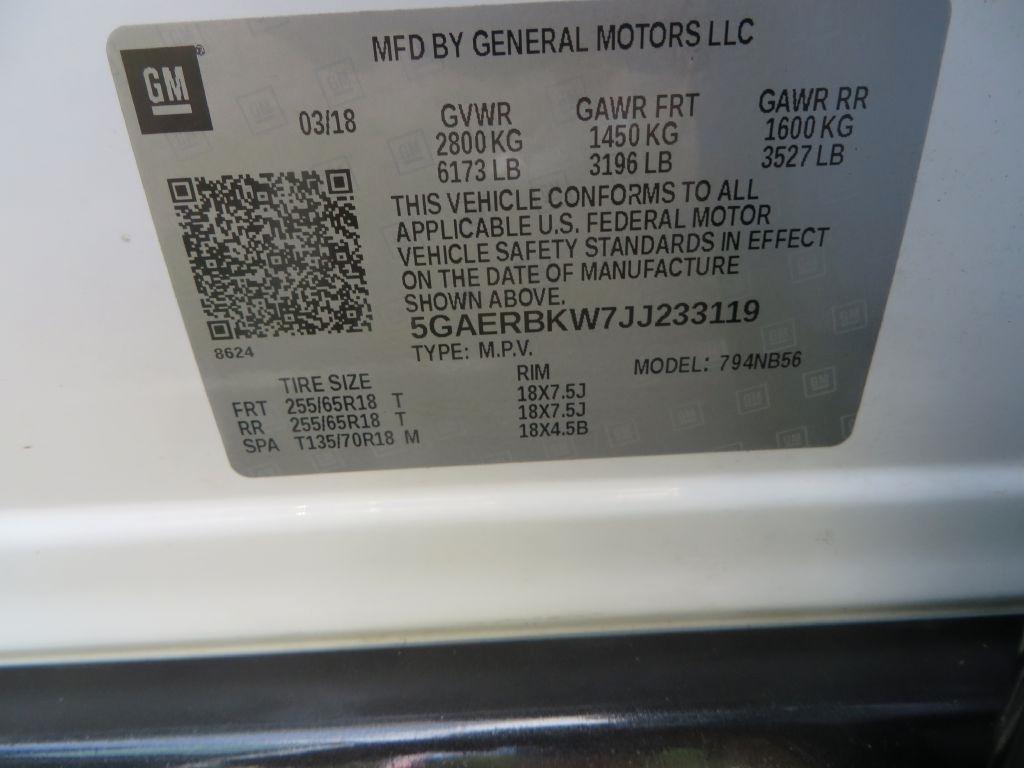 MFD BY GENERAL MOTORS LLC
GM®
03/18
GVWR GAWR FRT GAWR RR
2800 KG 1450 KG 1600 KG
6173 LB 3196 LB 3527 LB
THIS VEHICLE CONFORMS TO ALL
APPLICABLE U.S. FEDERAL MOTOR
VEHICLE SAFETY STANDARDS IN EFFECT
ON THE DATE OF MANUFACTURE
SHOWN ABOVE.
5GAERBKW7JJ233119
8624
TYPE: M.P.V. MODEL: 794NB56
TIRE SIZE RIM
FRT 255/65R18 T 18X7.5J
RR 255/65R18 T 18X7.5J
SPA T135/70R18 M 18X4.5B